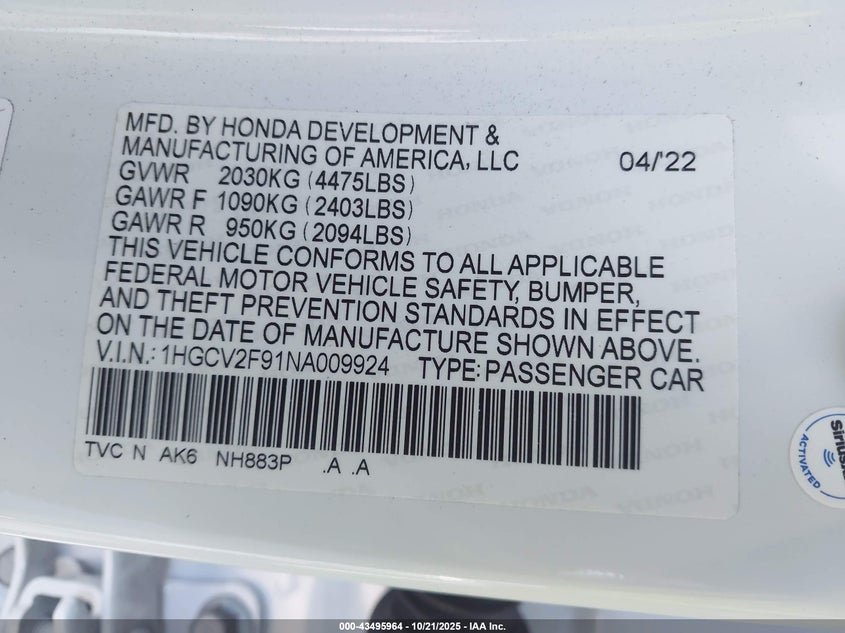 MFD. BY HONDA DEVELOPMENT &
MANUFACTURING OF AMERICA, LLC 04/'22
GVWR 2030KG (4475LBS)
GAWR F 1090KG (2403LBS)
GAWR R 950KG (2094LBS)
THIS VEHICLE CONFORMS TO ALL APPLICABLE
FEDERAL MOTOR VEHICLE SAFETY, BUMPER,
AND THEFT PREVENTION STANDARDS IN EFFECT
ON THE DATE OF MANUFACTURE SHOWN ABOVE.
V.I.N.: 1HGCV2F91NA009924 TYPE: PASSENGER CAR
TVC N AK6 NH883P .A .A
ACTIVATED
000-43495964 - 10/21/2025 - IAA Inc.